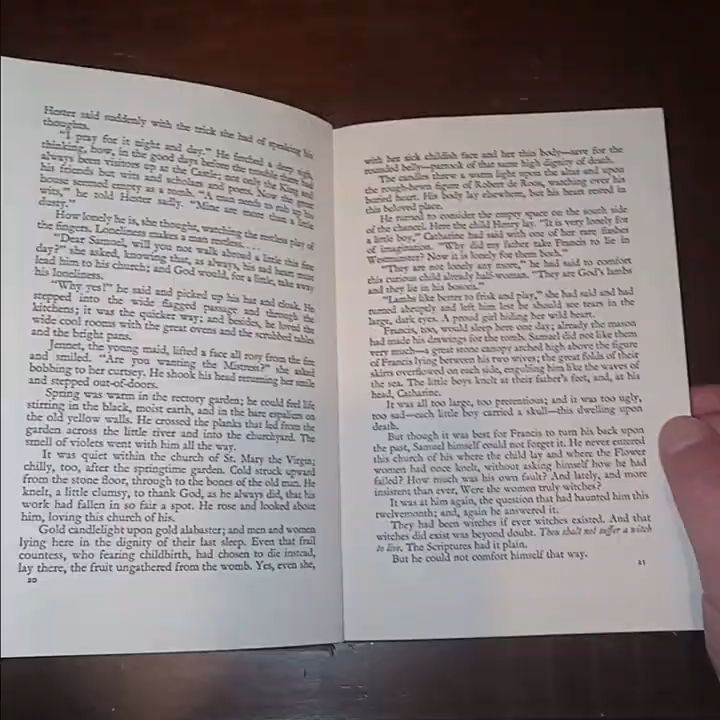 Hester said suddenly with the trick she had of speaking his
thoughts.
"I pray for it night and day." He fetched a deep sigh,
thinking, how, in the good days before the trouble there had
always been visitors up at the Castle; not only the King and
his friends but wits and scholars and poets. Now the great
house seemed empty as a tomb. "A man needs to rub up his
wits," he told Hester sadly. "Mine are more than a little
dusty."
How lonely he is, she thought, watching the restless play of
the fingers. Loneliness makes a man restless. . . .
"Dear Samuel, will you not walk abroad a little this fine
day?" she asked, knowing that, as always, his sad heart must
lead him to his church; and God would, for a little, take away
his loneliness.
"Why yes!" he said and picked up his hat and cloak. He
stepped into the wide flagged passage and through the
kitchens; it was the quicker way; and besides, he loved the
wide cool rooms with the great ovens and the scrubbed tables
and the bright pans.
Jennet, the young maid, lifted a face all rosy from the fire
and smiled. "Are you wanting the Mistress?" she asked
bobbing to her curtsey. He shook his head returning her smile
and stepped out-of-doors.
Spring was warm in the rectory garden; he could feel life
stirring in the black, moist earth, and in the bare espaliers on
the old yellow walls. He crossed the planks that led from the
garden across the little river and into the churchyard. The
smell of violets went with him all the way.
It was quiet within the church of St. Mary the Virgin;
chilly, too, after the springtime garden. Cold struck upward
from the stone floor, through to the bones of the old man. He
knelt, a little clumsy, to thank God, as he always did, that his
work had fallen in so fair a spot. He rose and looked about
him, loving this church of his.
Gold candlelight upon gold alabaster; and men and women
lying here in the dignity of their last sleep. Even that frail
countess, who fearing childbirth, had chosen to die instead,
lay there, the fruit ungathered from the womb. Yes, even she,
20
with her sick childish face and her thin body—save for the
rounded belly—partook of that same high dignity of death.
The candles threw a warm light upon the altar and upon
the rough-hewn figure of Robert de Roos, watching over his
buried heart. His body lay elsewhere, but his heart rested in
this beloved place.
He turned to consider the empty space on the south side
of the chancel. Here the child Henry lay. "It is very lonely for
a little boy," Catharine had said with one of her rare flashes
of imagination. "Why did my father take Francis to lie in
Westminster? Now it is lonely for them both."
"They are not lonely any more," he had said to comfort
this curious child already half-woman. "They are God's lambs
and they lie in his bosom."
"Lambs like better to frisk and play," she had said and had
turned abruptly and left him lest he should see tears in the
large, dark eyes. A proud girl hiding her wild heart.
Francis, too, would sleep here one day; already the mason
had made his drawings for the tomb. Samuel did not like them
very much—a great stone canopy arched high above the figure
of Francis lying between his two wives; the great folds of their
skirts overflowed on each side, engulfing him like the waves of
the sea. The little boys knelt at their father's feet, and, at his
head, Catharine.
It was all too large, too pretentious; and it was too ugly,
too sad—each little boy carried a skull—this dwelling upon
death.
But though it was best for Francis to turn his back upon
the past, Samuel himself could not forget it. He never entered
this church of his where the child lay and where the Flower
women had once knelt, without asking himself how he had
failed? How much was his own fault? And lately, and more
insistent than ever, Were the women truly witches?
It was at him again, the question that had haunted him this
twelvemonth; and, again he answered it.
They had been witches if ever witches existed. And that
witches did exist was beyond doubt. Thou shalt not suffer a witch
to live. The Scriptures had it plain.
But he could not comfort himself that way.
21